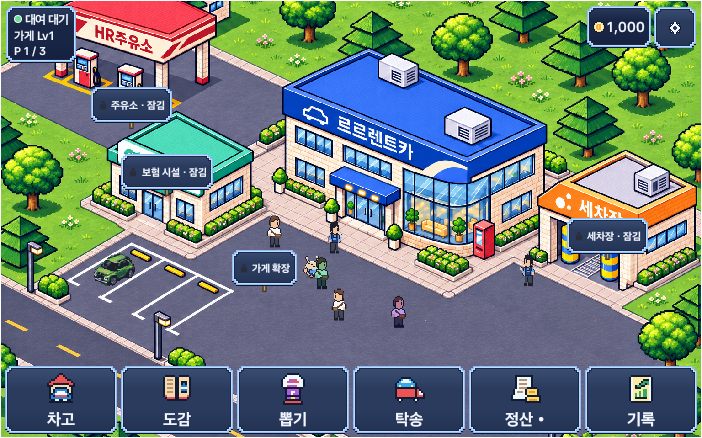 대여 대기
가게 Lv1
P 1 / 3
HR주유소
1,000
주유소 · 잠김
르르렌트카
보험 시설 · 잠김
세차장
세차장 · 잠김
가게 확장
차고
도감
뽑기
탁송
정산 •
기록